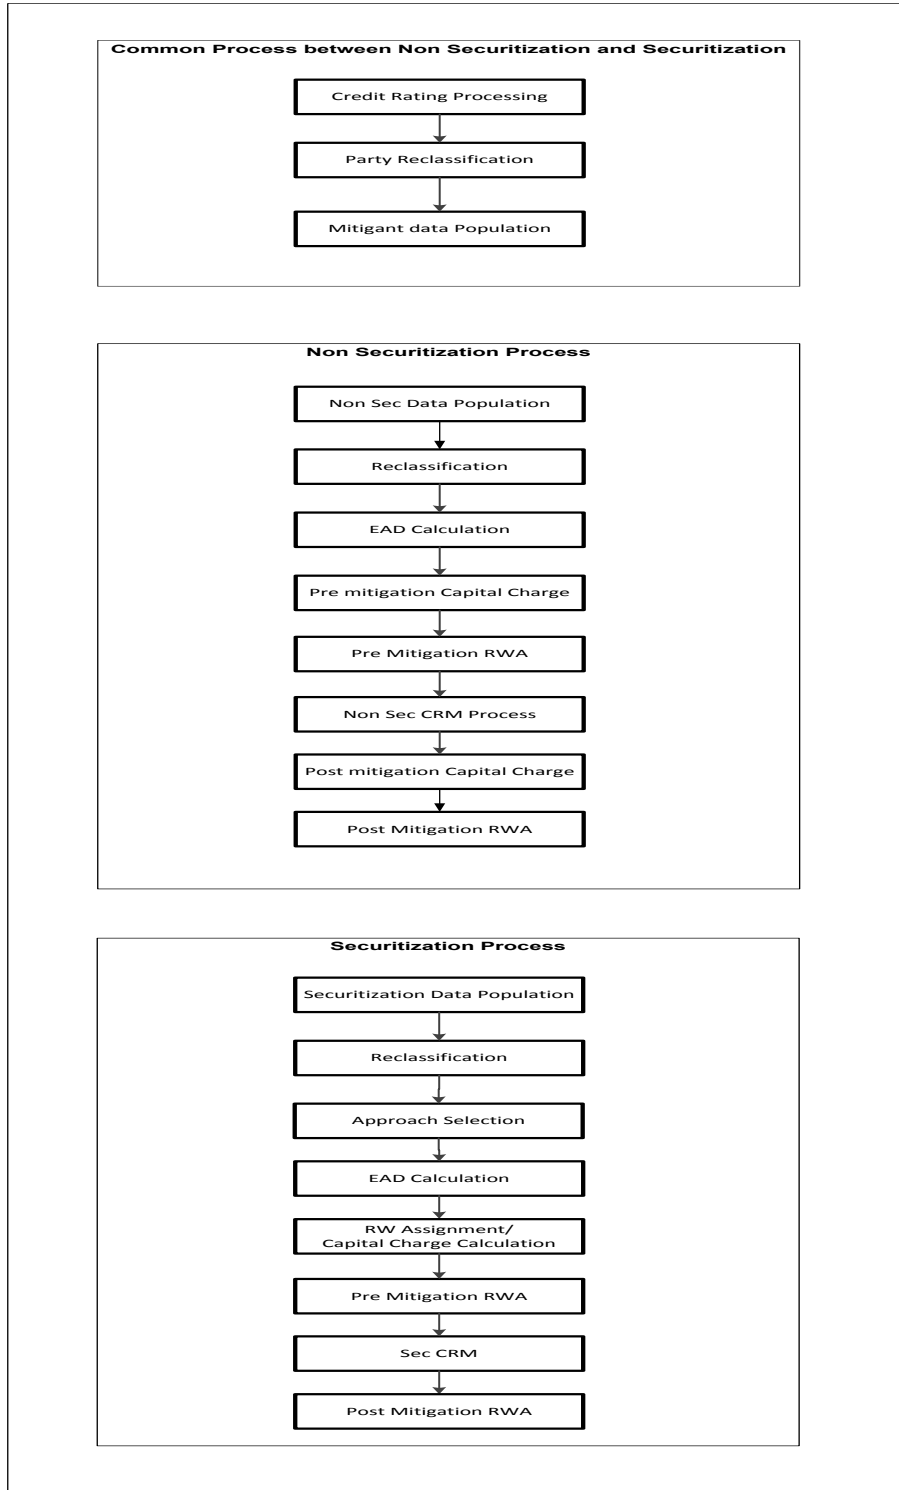 Common Process between Non Securitization and Securitization
Credit Rating Processing
Party Reclassification
Mitigant data Population
Non Securitization Process
Non Sec Data Population
Reclassification
EAD Calculation
Pre mitigation Capital Charge
Pre Mitigation RWA
Non Sec CRM Process
Post mitigation Capital Charge
Post Mitigation RWA
Securitization Process
Securitization Data Population
Reclassification
Approach Selection
EAD Calculation
RW Assignment/
Capital Charge Calculation
Pre Mitigation RWA
Sec CRM
Post Mitigation RWA